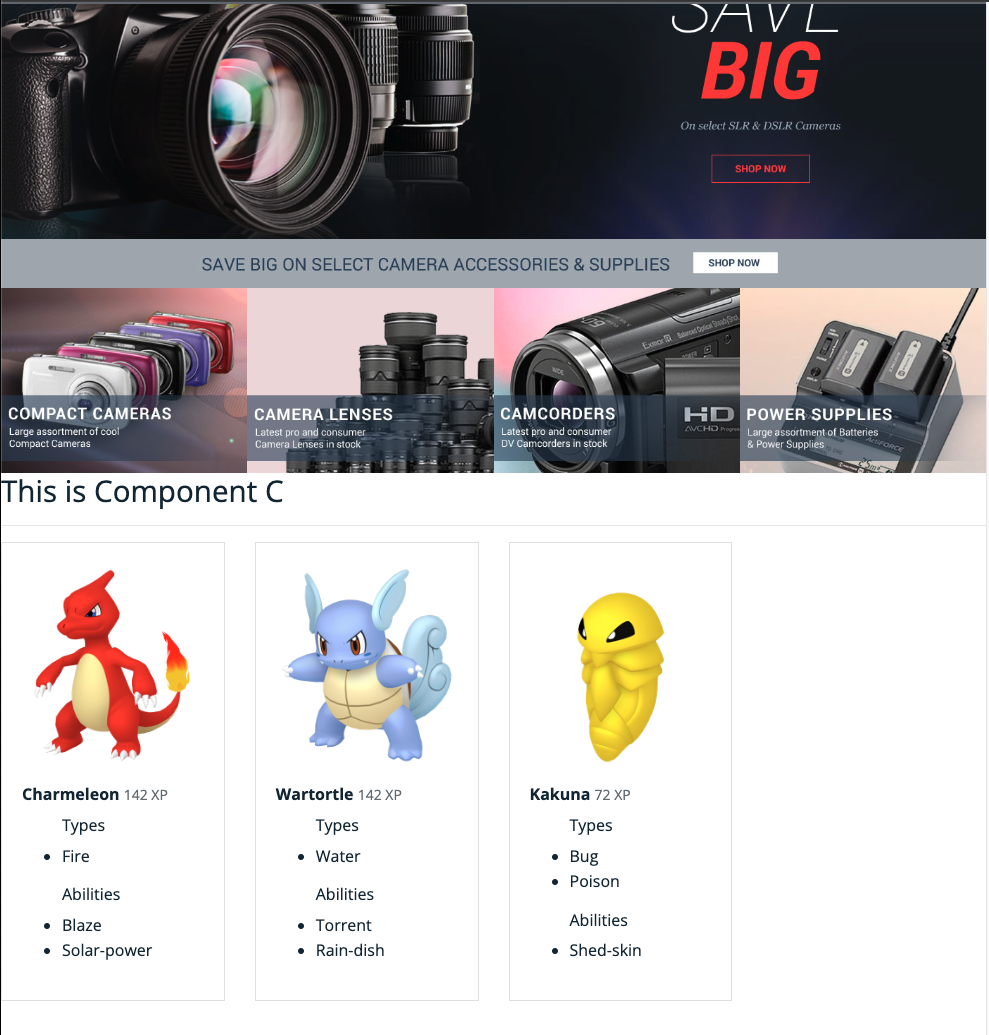 SAVE
BIG
On select SLR & DSLR Cameras
SHOP NOW
SAVE BIG ON SELECT CAMERA ACCESSORIES & SUPPLIES
SHOP NOW
COMPACT CAMERAS
Large assortment of cool
Compact Cameras
CAMERA LENSES
Latest pro and consumer
Camera Lenses in stock
WIDE
Exmor R
POWER
HD
AVCHD Progressive
CAMCORDERS
Latest pro and consumer
DV Camcorders in stock
POWER SUPPLIES
Large assortment of Batteries
& Power Supplies
This is Component C
Charmeleon 142 XP
Types
Fire
Abilities
Blaze
Solar-power
Wartortle 142 XP
Types
Water
Abilities
Torrent
Rain-dish
Kakuna 72 XP
Types
Bug
Poison
Abilities
Shed-skin